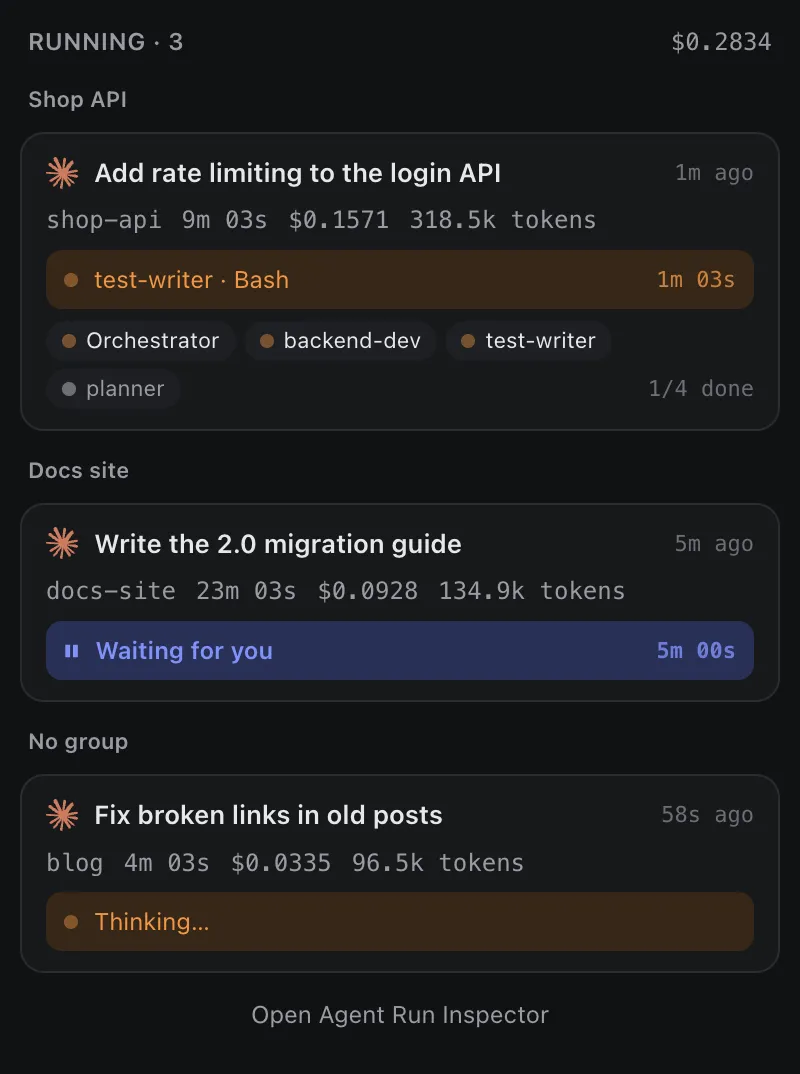 RUNNING · 3 $0.2834
Shop API
Add rate limiting to the login API 1m ago
shop-api 9m 03s $0.1571 318.5k tokens
test-writer · Bash 1m 03s
Orchestrator backend-dev test-writer
planner 1/4 done
Docs site
Write the 2.0 migration guide 5m ago
docs-site 23m 03s $0.0928 134.9k tokens
Waiting for you 5m 00s
No group
Fix broken links in old posts 58s ago
blog 4m 03s $0.0335 96.5k tokens
Thinking…
Open Agent Run Inspector